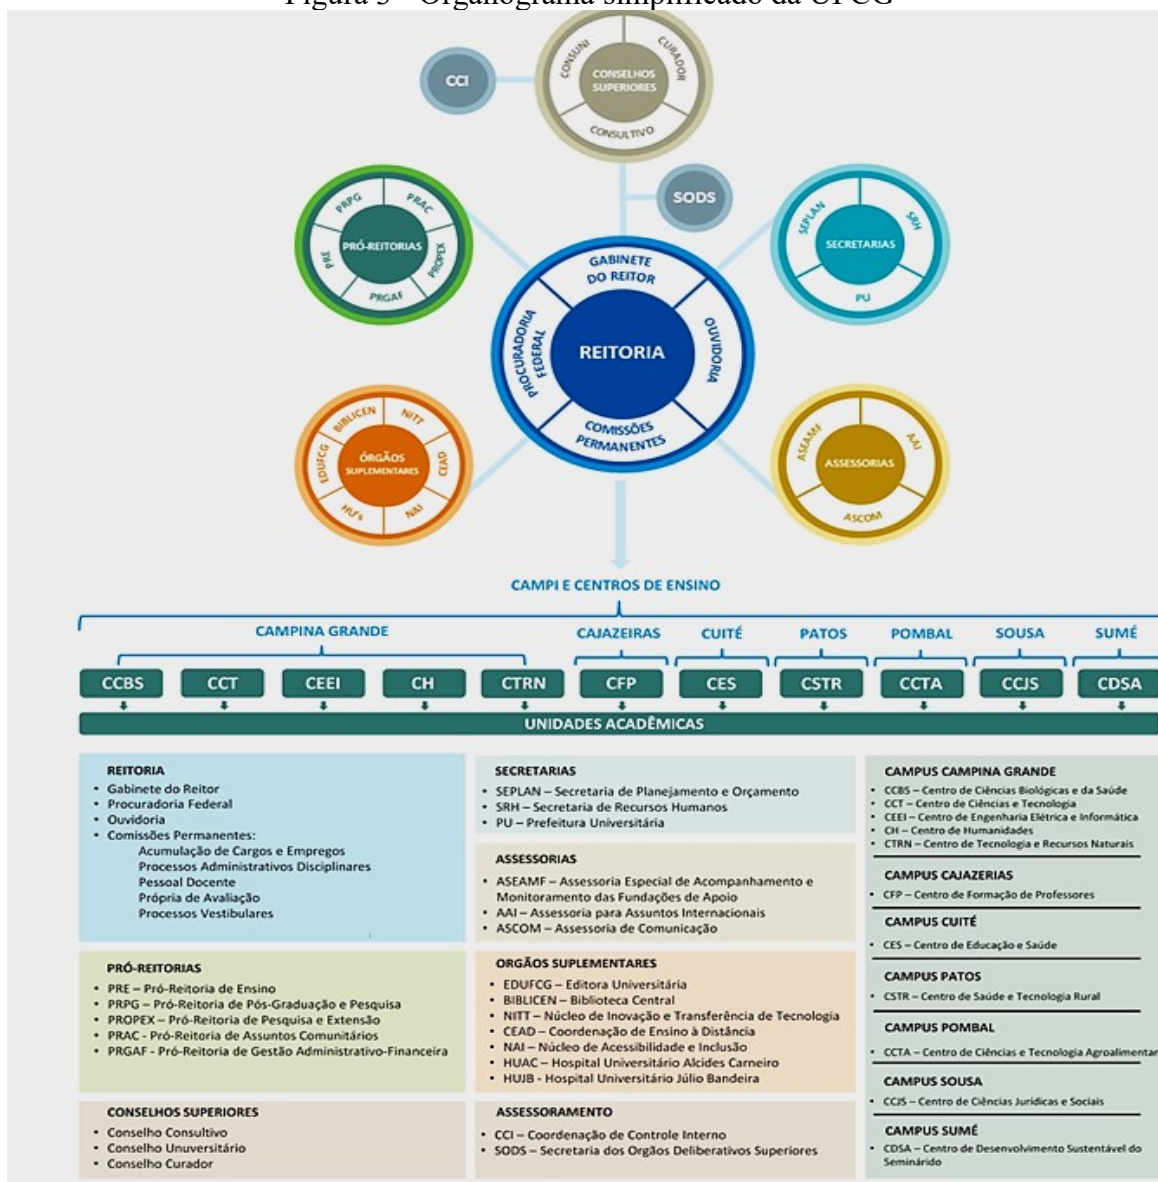 Figura 3 - Organograma simplificado da UFCG
CONSUNI
CURADOR
CONSULTIVO
CONSELHOS
SUPERIORES
CCI
SODS
PRPG
PRAC
PROPEX
PRGAF
PRE
PRÓ-REITORIAS
SEPLAN
SRH
PU
SECRETARIAS
GABINETE
DO REITOR
OUVIDORIA
COMISSÕES
PERMANENTES
PROCURADORIA
FEDERAL
REITORIA
BIBLICEN
NITT
CEAD
NAI
HU's
EDUFCG
ÓRGÃOS
SUPLEMENTARES
ASEAMF
AAI
ASCOM
ASSESSORIAS
CAMPI E CENTROS DE ENSINO
CAMPINA GRANDE CAJAZEIRAS CUITÉ PATOS POMBAL SOUSA SUMÉ
CCBS CCT CEEI CH CTRN CFP CES CSTR CCTA CCJS CDSA
UNIDADES ACADÊMICAS
REITORIA
• Gabinete do Reitor
• Procuradoria Federal
• Ouvidoria
• Comissões Permanentes:
Acumulação de Cargos e Empregos
Processos Administrativos Disciplinares
Pessoal Docente
Própria de Avaliação
Processos Vestibulares
PRÓ-REITORIAS
• PRE – Pró-Reitoria de Ensino
• PRPG – Pró-Reitoria de Pós-Graduação e Pesquisa
• PROPEX – Pró-Reitoria de Pesquisa e Extensão
• PRAC - Pró-Reitoria de Assuntos Comunitários
• PRGAF - Pró-Reitoria de Gestão Administrativo-Financeira
CONSELHOS SUPERIORES
• Conselho Consultivo
• Conselho Unuversitário
• Conselho Curador
SECRETARIAS
• SEPLAN – Secretaria de Planejamento e Orçamento
• SRH – Secretaria de Recursos Humanos
• PU – Prefeitura Universitária
ASSESSORIAS
• ASEAMF – Assessoria Especial de Acompanhamento e
Monitoramento das Fundações de Apoio
• AAI – Assessoria para Assuntos Internacionais
• ASCOM – Assessoria de Comunicação
ORGÃOS SUPLEMENTARES
• EDUFCG – Editora Universitária
• BIBLICEN – Biblioteca Central
• NITT – Núcleo de Inovação e Transferência de Tecnologia
• CEAD – Coordenação de Ensino à Distância
• NAI – Núcleo de Acessibilidade e Inclusão
• HUAC – Hospital Universitário Alcides Carneiro
• HUJB - Hospital Universitário Júlio Bandeira
ASSESSORAMENTO
• CCI – Coordenação de Controle Interno
• SODS – Secretaria dos Orgãos Deliberativos Superiores
CAMPUS CAMPINA GRANDE
• CCBS – Centro de Ciências Biológicas e da Saúde
• CCT – Centro de Ciências e Tecnologia
• CEEI – Centro de Engenharia Elétrica e Informática
• CH – Centro de Humanidades
• CTRN – Centro de Tecnologia e Recursos Naturais
CAMPUS CAJAZERIAS
• CFP – Centro de Formação de Professores
CAMPUS CUITÉ
• CES – Centro de Educação e Saúde
CAMPUS PATOS
• CSTR – Centro de Saúde e Tecnologia Rural
CAMPUS POMBAL
• CCTA – Centro de Ciências e Tecnologia Agroalimentar
CAMPUS SOUSA
• CCJS – Centro de Ciências Jurídicas e Sociais
CAMPUS SUMÉ
• CDSA – Centro de Desenvolvimento Sustentável do
Seminárido